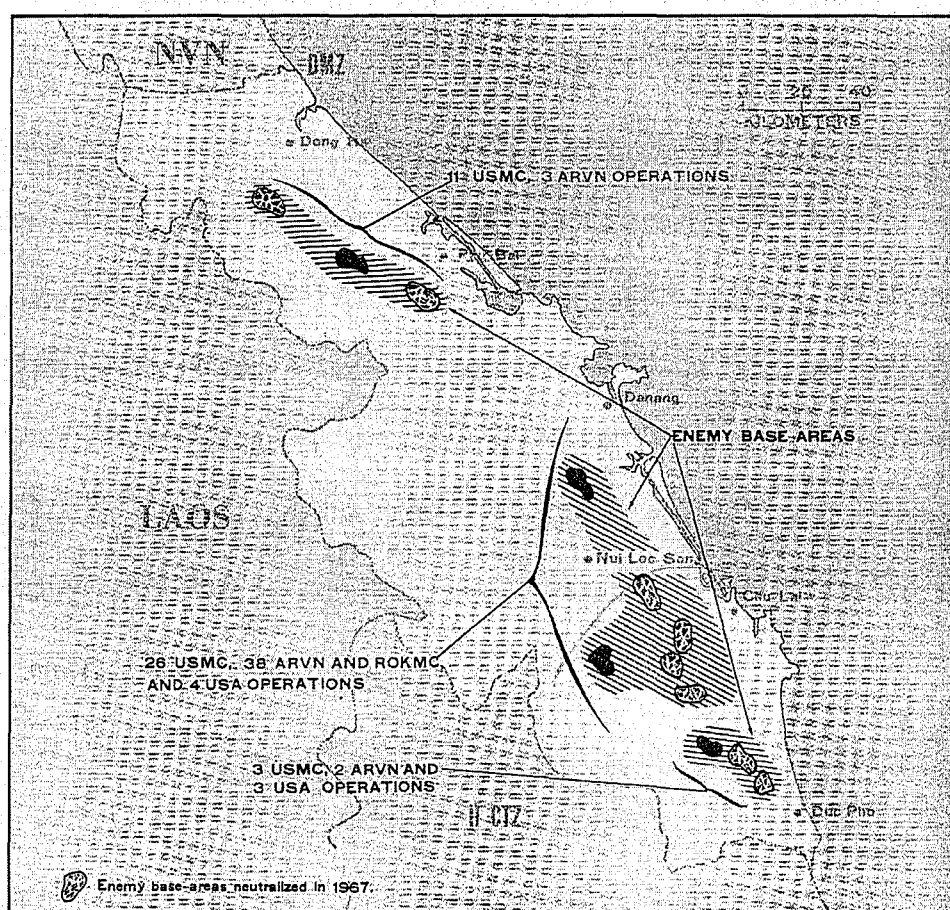 NVN
DMZ
20 40
KILOMETERS
Dong Ha
11 USMC, 3 ARVN OPERATIONS
Phu Bai
Danang
ENEMY BASE AREAS
LAOS
Nui Loc Son
Chu Lai
26 USMC, 38 ARVN AND ROKMC,
AND 4 USA OPERATIONS
3 USMC, 2 ARVN AND
3 USA OPERATIONS
II CTZ
Duc Pho
Enemy base areas neutralized in 1967.